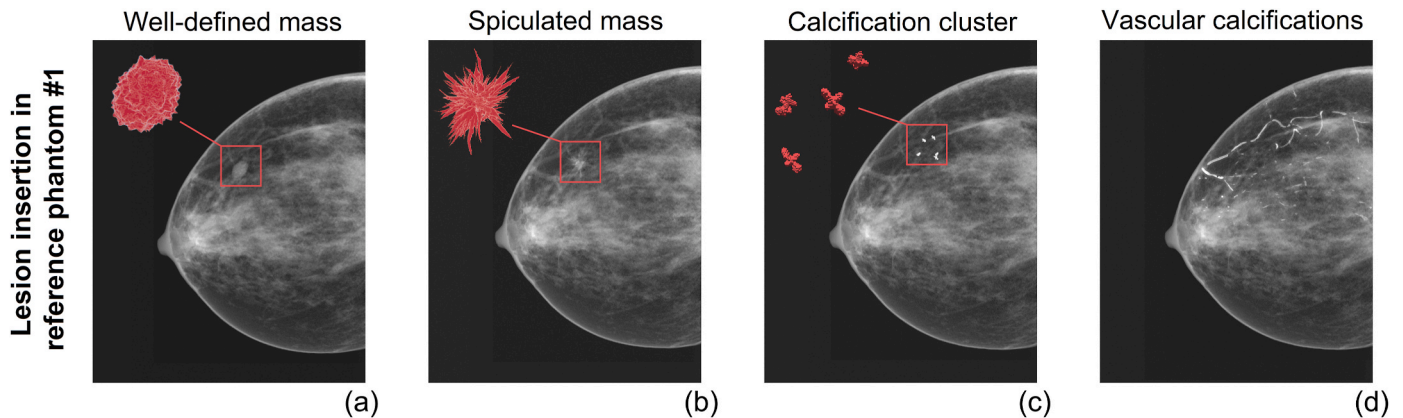 Lesion insertion in
reference phantom #1
Well-defined mass
Spiculated mass
Calcification cluster
Vascular calcifications
(a)
(b)
(c)
(d)